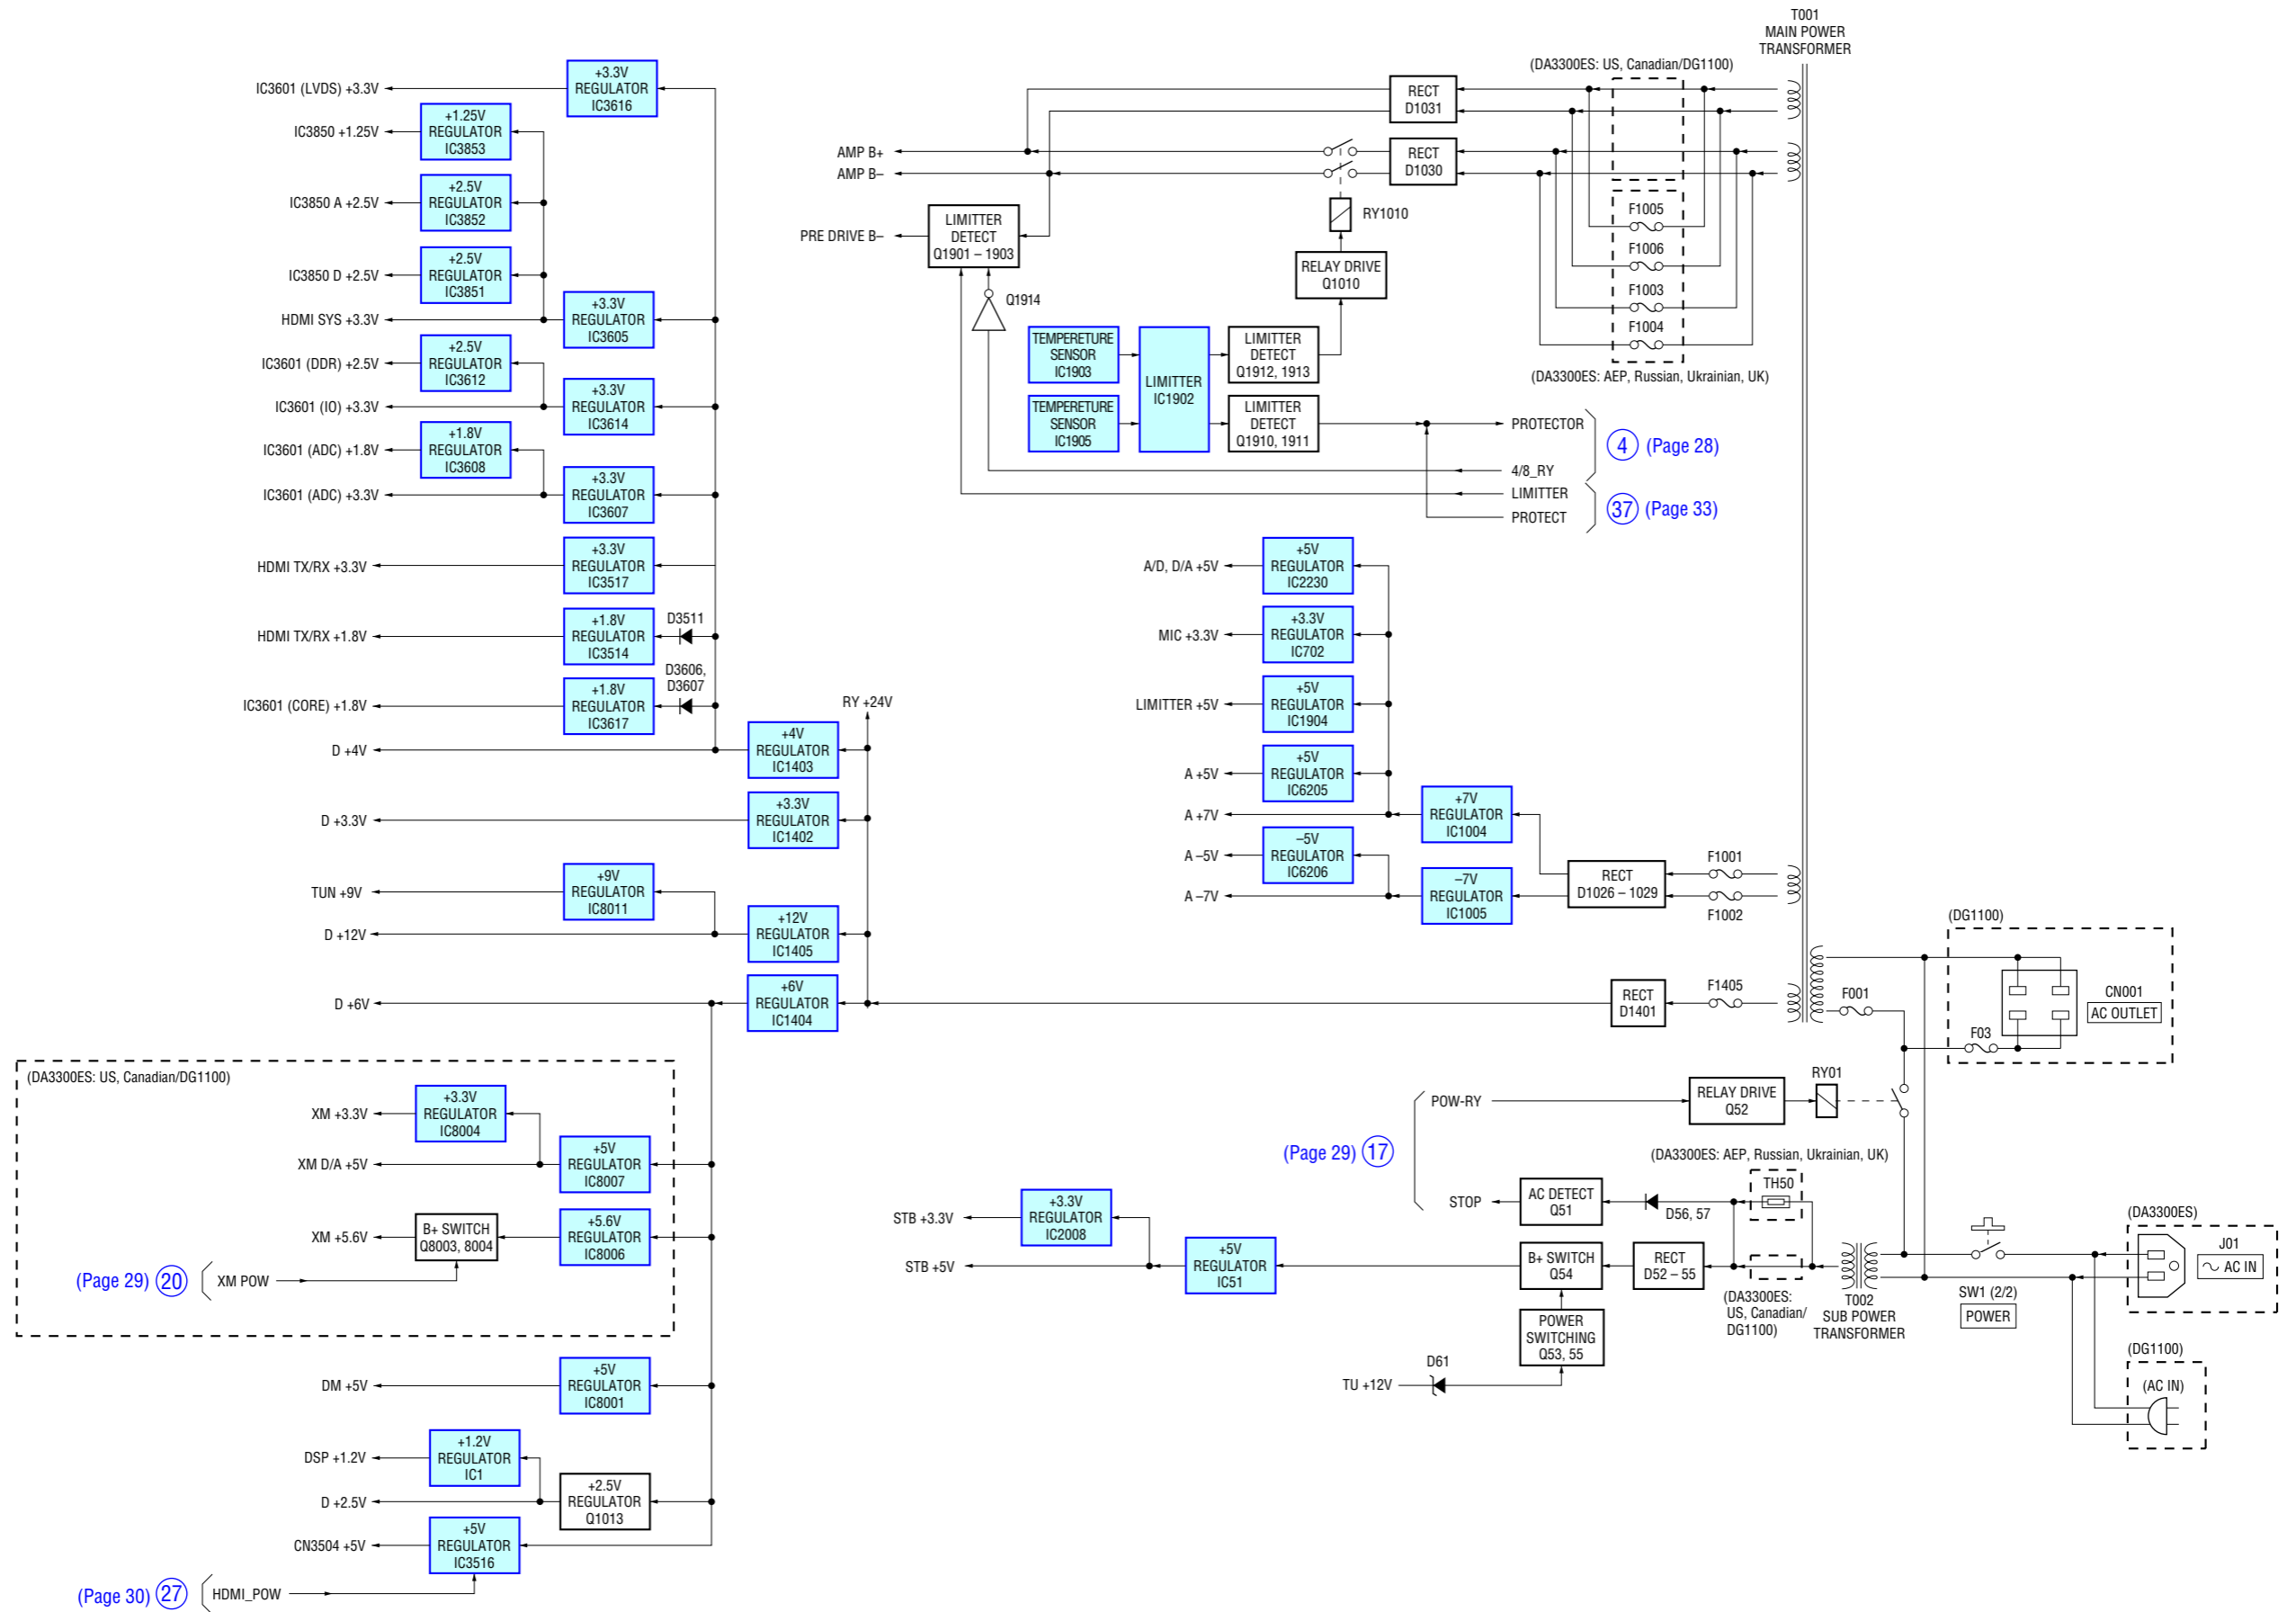 T001
MAIN POWER
TRANSFORMER
(DA3300ES: US, Canadian/DG1100)
IC3601 (LVDS) +3.3V
+3.3V
REGULATOR
IC3616
IC3850 +1.25V
+1.25V
REGULATOR
IC3853
IC3850 A +2.5V
+2.5V
REGULATOR
IC3852
IC3850 D +2.5V
+2.5V
REGULATOR
IC3851
HDMI SYS +3.3V
+3.3V
REGULATOR
IC3605
IC3601 (DDR) +2.5V
+2.5V
REGULATOR
IC3612
IC3601 (IO) +3.3V
+3.3V
REGULATOR
IC3614
IC3601 (ADC) +1.8V
+1.8V
REGULATOR
IC3608
IC3601 (ADC) +3.3V
+3.3V
REGULATOR
IC3607
HDMI TX/RX +3.3V
+3.3V
REGULATOR
IC3517
HDMI TX/RX +1.8V
+1.8V
REGULATOR
IC3514
D3511
IC3601 (CORE) +1.8V
+1.8V
REGULATOR
IC3617
D3606,
D3607
RY +24V
D +4V
+4V
REGULATOR
IC1403
D +3.3V
+3.3V
REGULATOR
IC1402
TUN +9V
+9V
REGULATOR
IC8011
D +12V
+12V
REGULATOR
IC1405
D +6V
+6V
REGULATOR
IC1404
(DA3300ES: US, Canadian/DG1100)
XM +3.3V
+3.3V
REGULATOR
IC8004
XM D/A +5V
+5V
REGULATOR
IC8007
XM +5.6V
B+ SWITCH
Q8003, 8004
+5.6V
REGULATOR
IC8006
(Page 29) 20
XM POW
DM +5V
+5V
REGULATOR
IC8001
DSP +1.2V
+1.2V
REGULATOR
IC1
D +2.5V
+2.5V
REGULATOR
Q1013
CN3504 +5V
+5V
REGULATOR
IC3516
(Page 30) 27
HDMI_POW
RECT
D1031
AMP B+
AMP B–
RECT
D1030
PRE DRIVE B–
LIMITTER
DETECT
Q1901 – 1903
Q1914
RY1010
RELAY DRIVE
Q1010
F1005
F1006
F1003
F1004
(DA3300ES: AEP, Russian, Ukrainian, UK)
TEMPERETURE
SENSOR
IC1903
TEMPERETURE
SENSOR
IC1905
LIMITTER
IC1902
LIMITTER
DETECT
Q1912, 1913
LIMITTER
DETECT
Q1910, 1911
PROTECTOR
4/8_RY
4 (Page 28)
LIMITTER
PROTECT
37 (Page 33)
A/D, D/A +5V
+5V
REGULATOR
IC2230
MIC +3.3V
+3.3V
REGULATOR
IC702
LIMITTER +5V
+5V
REGULATOR
IC1904
A +5V
+5V
REGULATOR
IC6205
A +7V
+7V
REGULATOR
IC1004
A –5V
–5V
REGULATOR
IC6206
A –7V
–7V
REGULATOR
IC1005
RECT
D1026 – 1029
F1001
F1002
RECT
D1401
F1405
F001
(DG1100)
F03
CN001
AC OUTLET
POW-RY
RELAY DRIVE
Q52
RY01
(Page 29) 17
STOP
AC DETECT
Q51
D56, 57
(DA3300ES: AEP, Russian, Ukrainian, UK)
TH50
STB +3.3V
+3.3V
REGULATOR
IC2008
STB +5V
+5V
REGULATOR
IC51
B+ SWITCH
Q54
RECT
D52 – 55
(DA3300ES:
US, Canadian/
DG1100)
POWER
SWITCHING
Q53, 55
TU +12V
D61
T002
SUB POWER
TRANSFORMER
SW1 (2/2)
POWER
(DA3300ES)
J01
AC IN
(DG1100)
(AC IN)